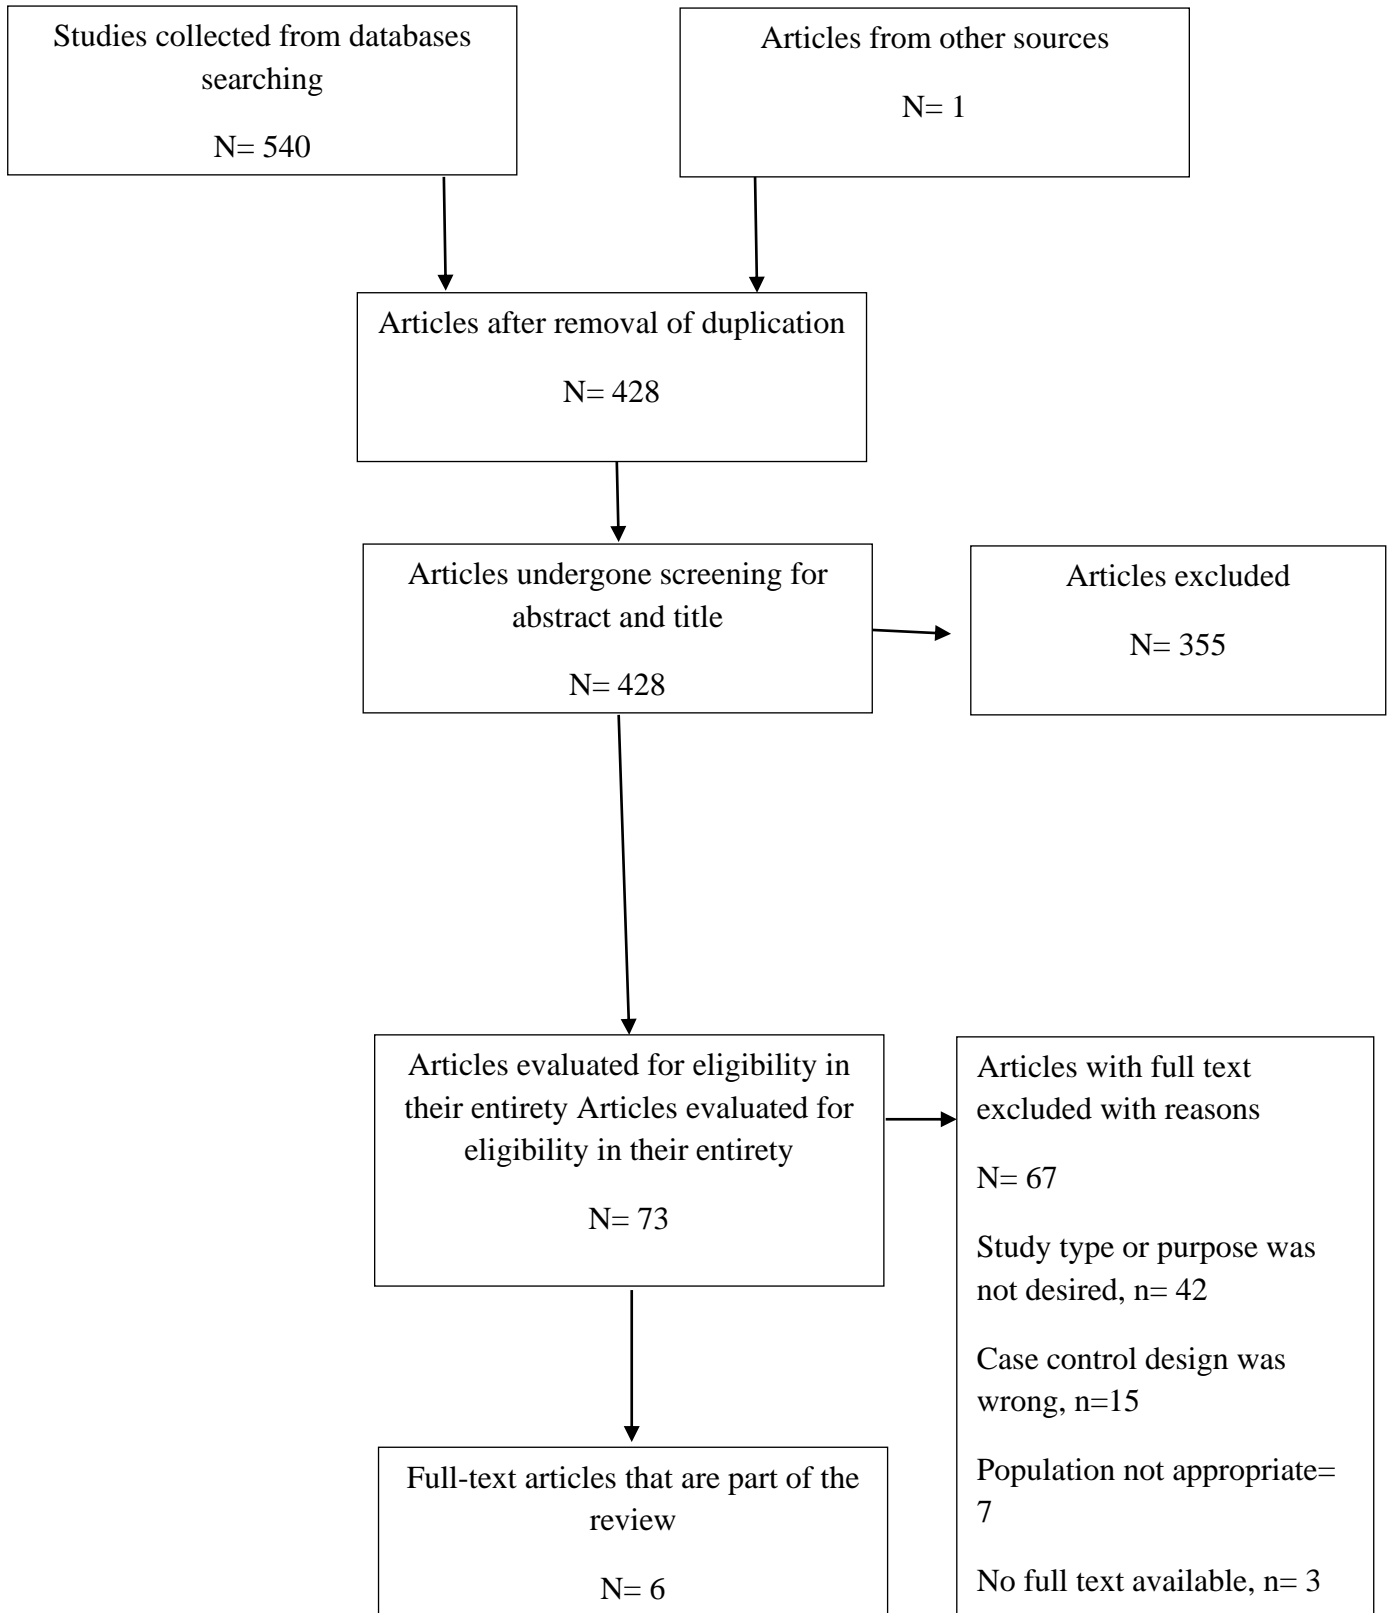 Studies collected from databases
searching
N= 540
Articles from other sources
N= 1
Articles after removal of duplication
N= 428
Articles undergone screening for
abstract and title
N= 428
Articles excluded
N= 355
Articles evaluated for eligibility in
their entirety Articles evaluated for
eligibility in their entirety
N= 73
Articles with full text
excluded with reasons
N= 67
Study type or purpose was
not desired, n= 42
Case control design was
wrong, n=15
Population not appropriate=
7
No full text available, n= 3
Full-text articles that are part of the
review
N= 6